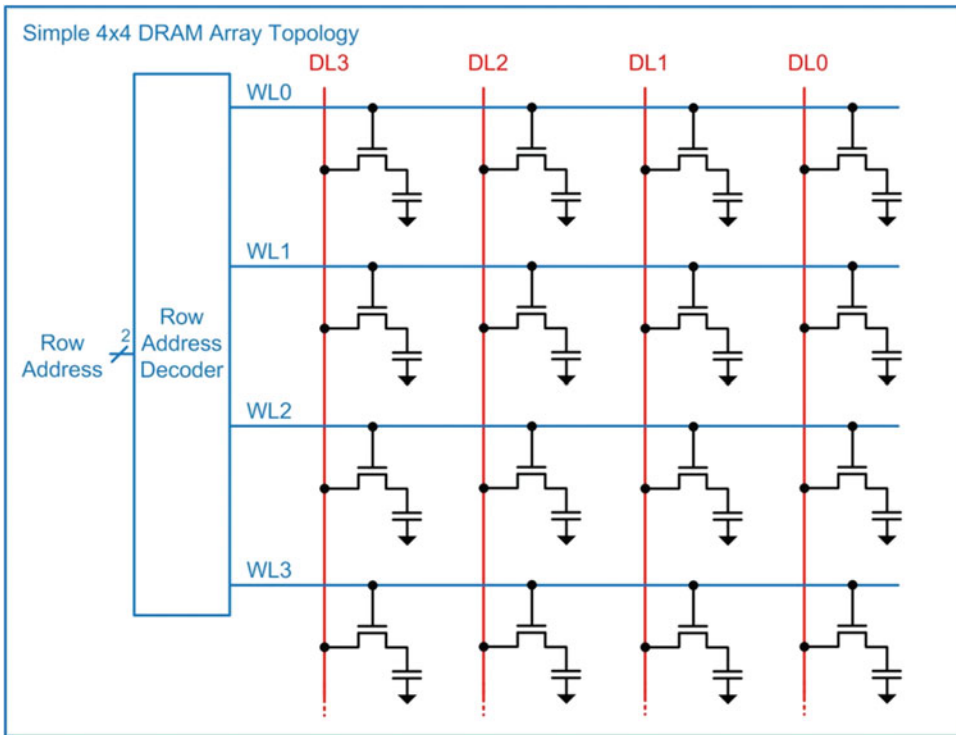 Simple 4x4 DRAM Array Topology
DL3
DL2
DL1
DL0
WL0
WL1
Row
Address
2
Row
Address
Decoder
WL2
WL3